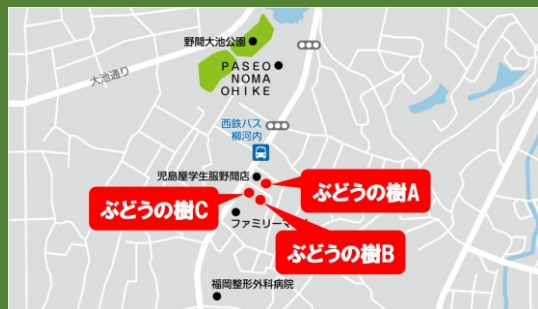 野間大池公園
大池通り
PASEO
NOMA
OHIKE
西鉄バス
柳河内
児島屋学生服野間店
ぶどうの樹A
ぶどうの樹C
ファミリーマ
ぶどうの樹B
福岡整形外科病院